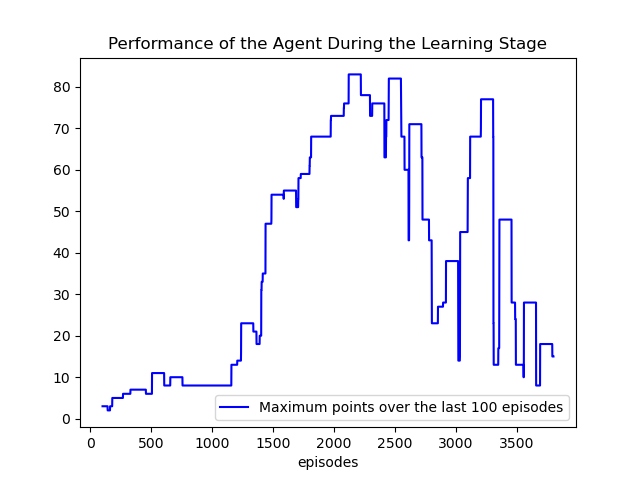 Performance of the Agent During the Learning Stage
80
70
60
50
40
30
20
10
0
Maximum points over the last 100 episodes
0 500 1000 1500 2000 2500 3000 3500
episodes